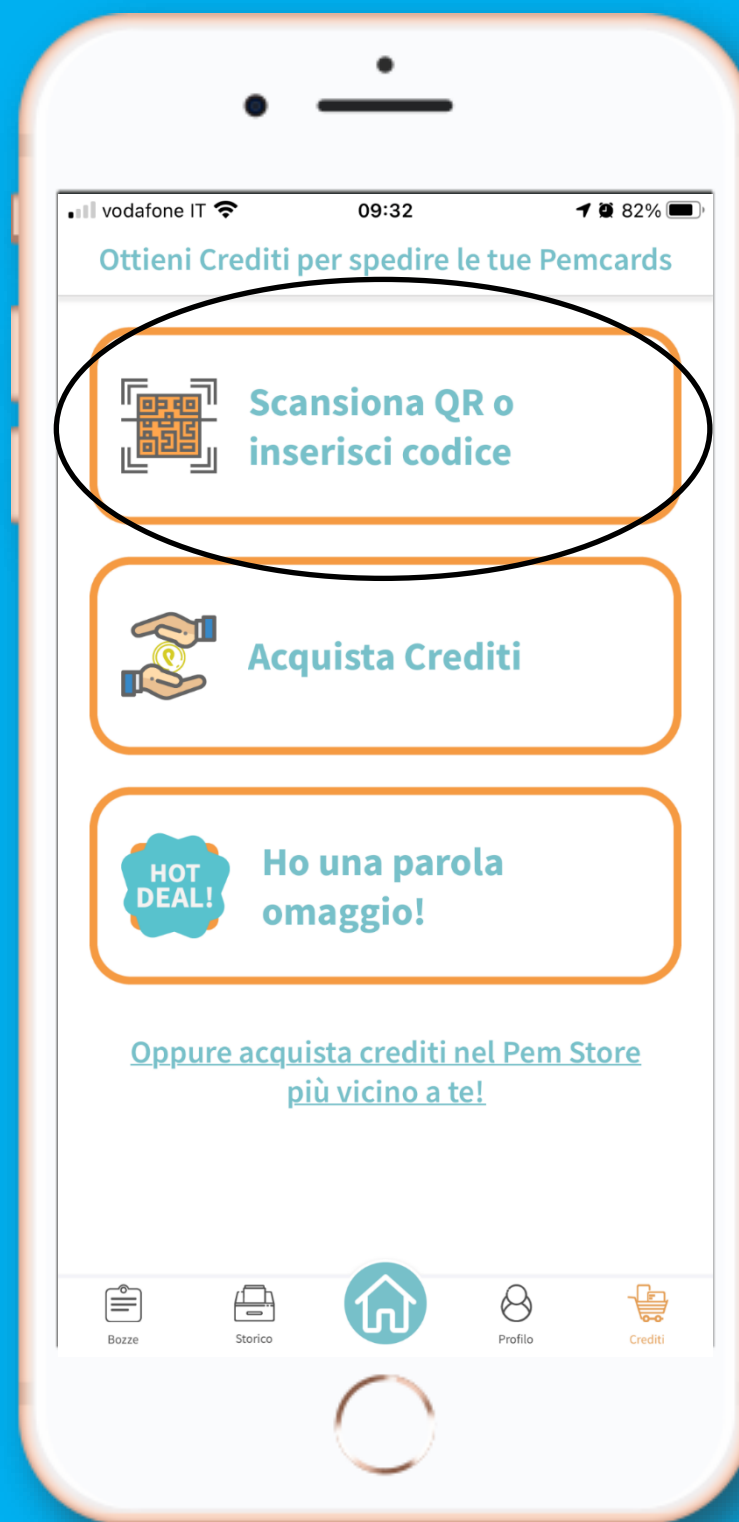 vodafone IT 09:32 82%
Ottieni Crediti per spedire le tue Pemcards
Scansiona QR o
inserisci codice
Acquista Crediti
HOT
DEAL!
Ho una parola
omaggio!
Oppure acquista crediti nel Pem Store
più vicino a te!
Bozze Storico Profilo Crediti